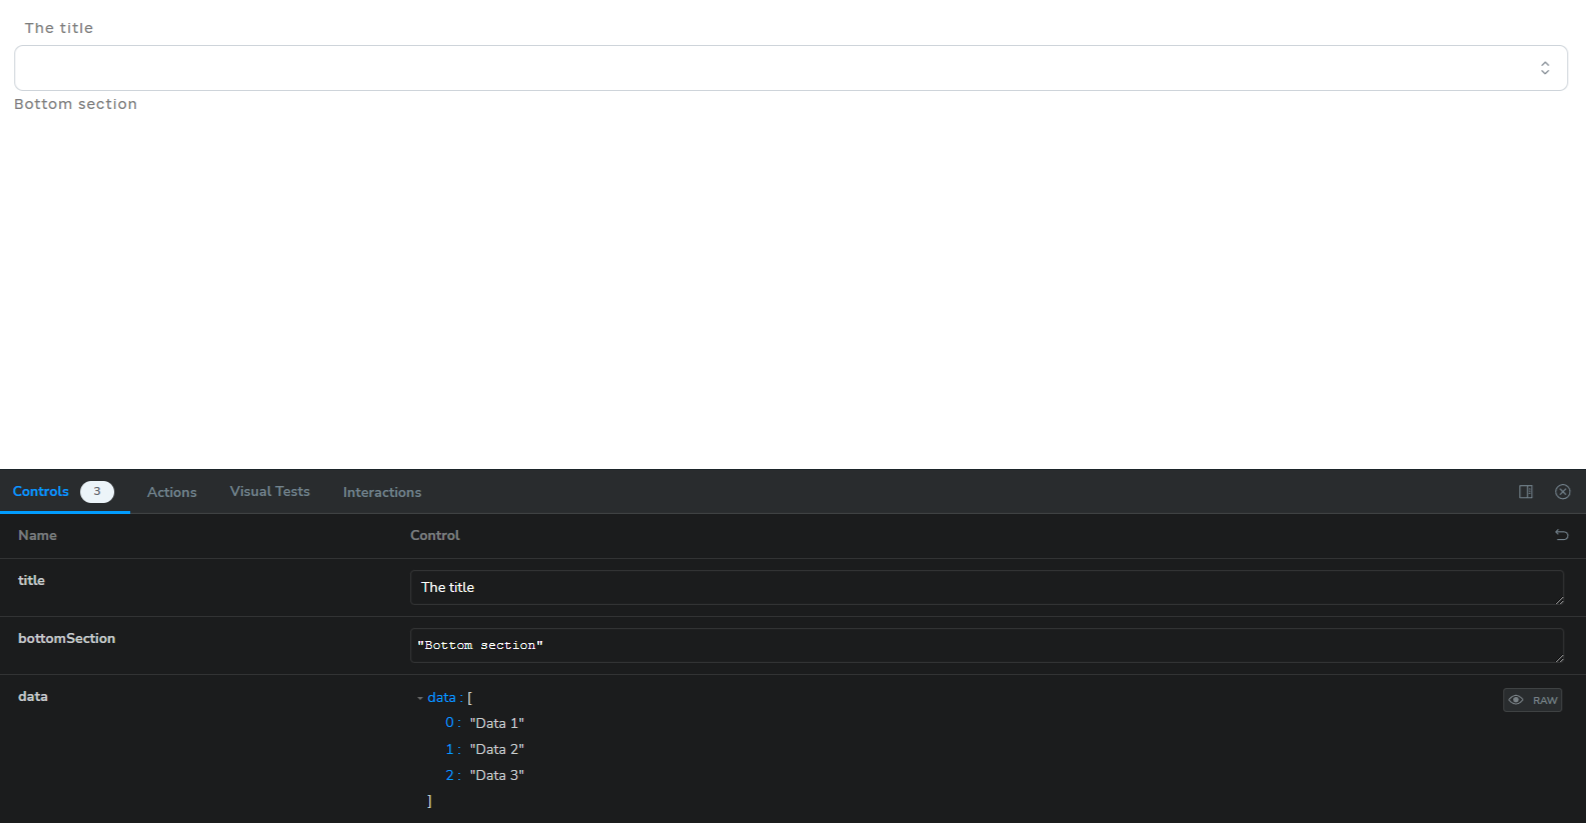 The title
Bottom section
Controls 3 Actions Visual Tests Interactions
Name Control
title The title
bottomSection "Bottom section"
data data : [
RAW
0 : "Data 1"
1 : "Data 2"
2 : "Data 3"
]